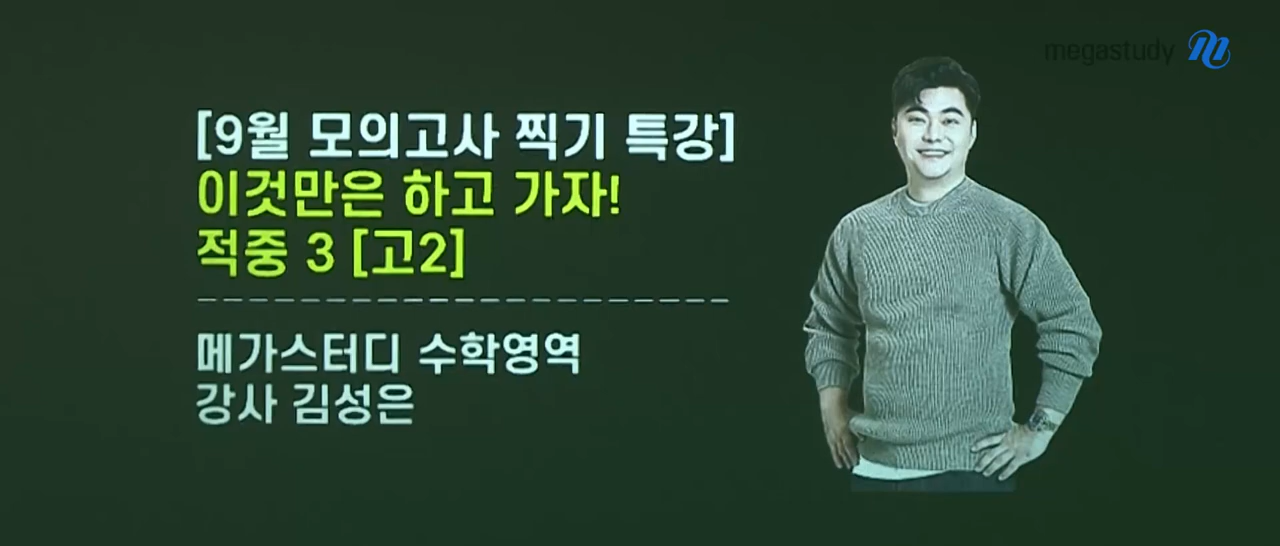 megastudy
[9월 모의고사 찍기 특강]
이것만은 하고 가자!
적중 3 [고2]
메가스터디 수학영역
강사 김성은